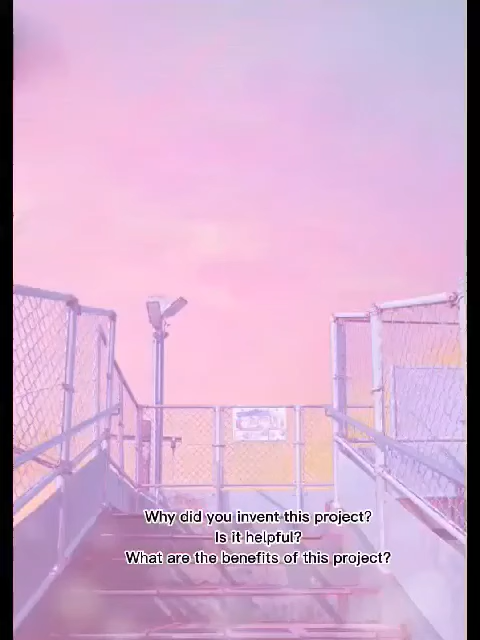 Why did you invent this project?
Is it helpful?
What are the benefits of this project?